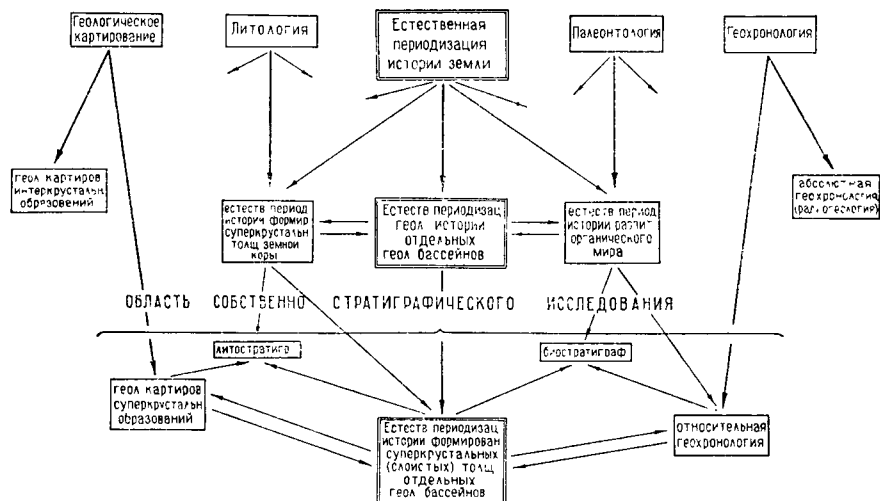 Геологическое
картирование
Литология
Естественная
периодизация
истории земли
Палеонтология
Геохронология
геол картиров
интеркрустальн
образований
естеств период
истории формир
суперкрустальн
толщ земной
коры
Естеств периодизац
геол истории
отдельных
геол бассейнов
естеств период
истории развит
органического
мира
абсолютная
геохронология
(радиогеология)
ОБЛАСТЬ СОБСТВЕННО СТРАТИГРАФИЧЕСКОГО ИССЛЕДОВАНИЯ
литостратигр
биостратиграф
геол картиров
суперкрустальн
образований
Естеств периодизац
истории формирован
суперкрустальных
(слоистых) толщ
отдельных
геол бассейнов
относительная
геохронология